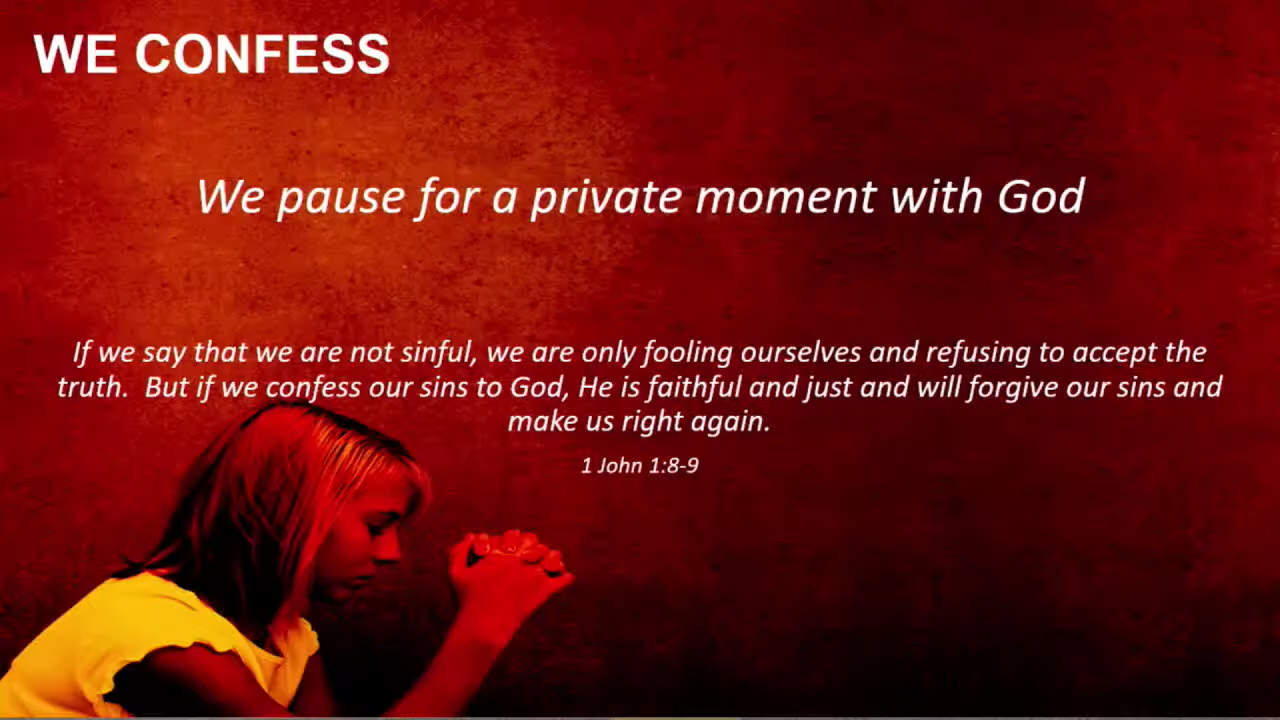 WE CONFESS
We pause for a private moment with God
If we say that we are not sinful, we are only fooling ourselves and refusing to accept the
truth.  But if we confess our sins to God, He is faithful and just and will forgive our sins and
make us right again.
1 John 1:8-9